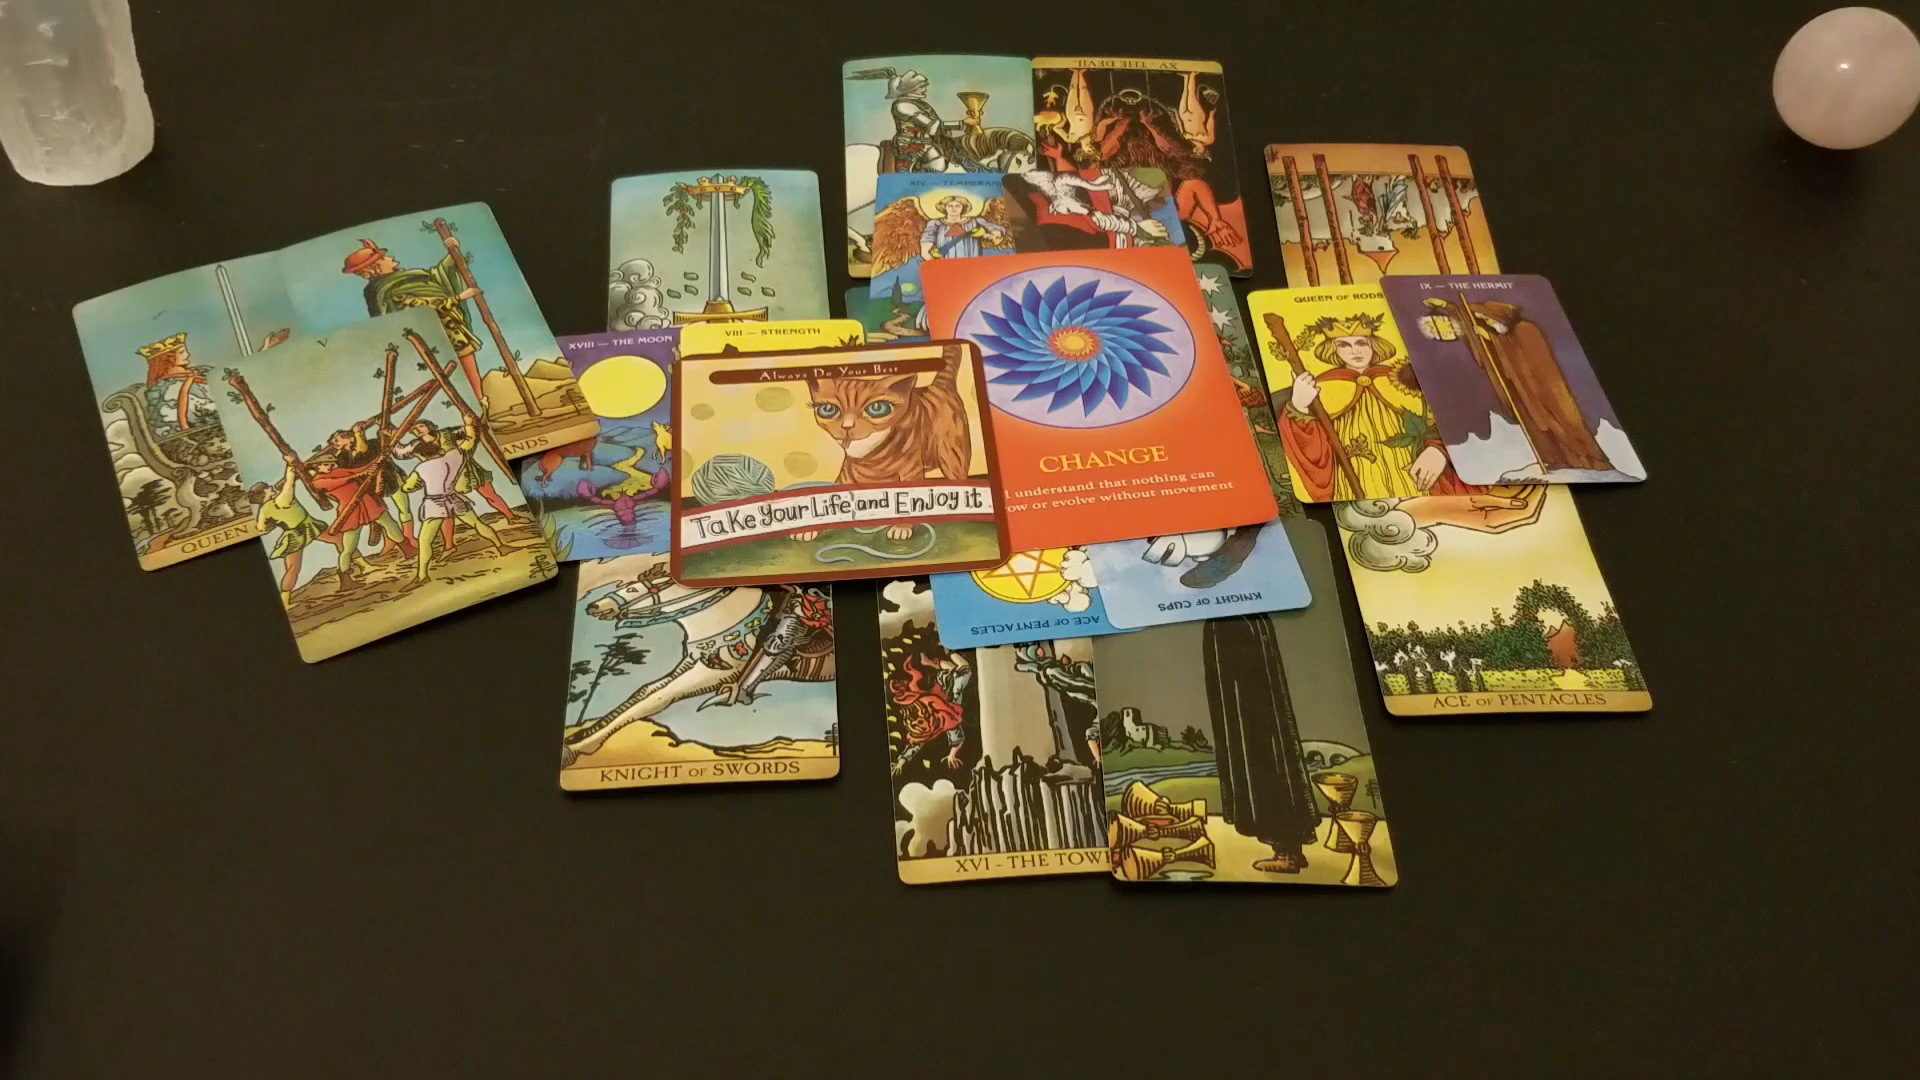 XV - THE DEVIL
XIV — TEMPERAN
QUEEN OF RODS
IX — THE HERMIT
V
XVIII — THE MOON
VIII — STRENGTH
Always Do Your Best
Take Your Life and Enjoy it
CHANGE
I understand that nothing can
ow or evolve without movement
ANDS
QUEEN
KNIGHT OF CUPS
ACE OF PENTACLES
ACE OF PENTACLES
KNIGHT OF SWORDS
XVI - THE TOW